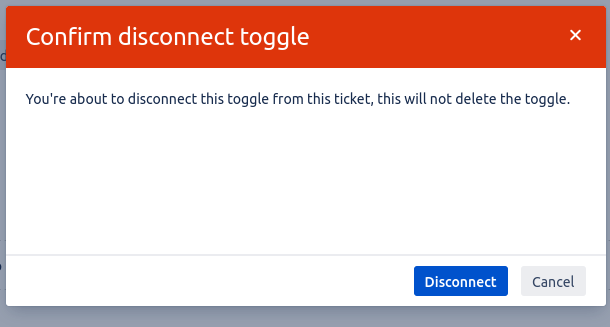 Confirm disconnect toggle
You're about to disconnect this toggle from this ticket, this will not delete the toggle.
Disconnect
Cancel